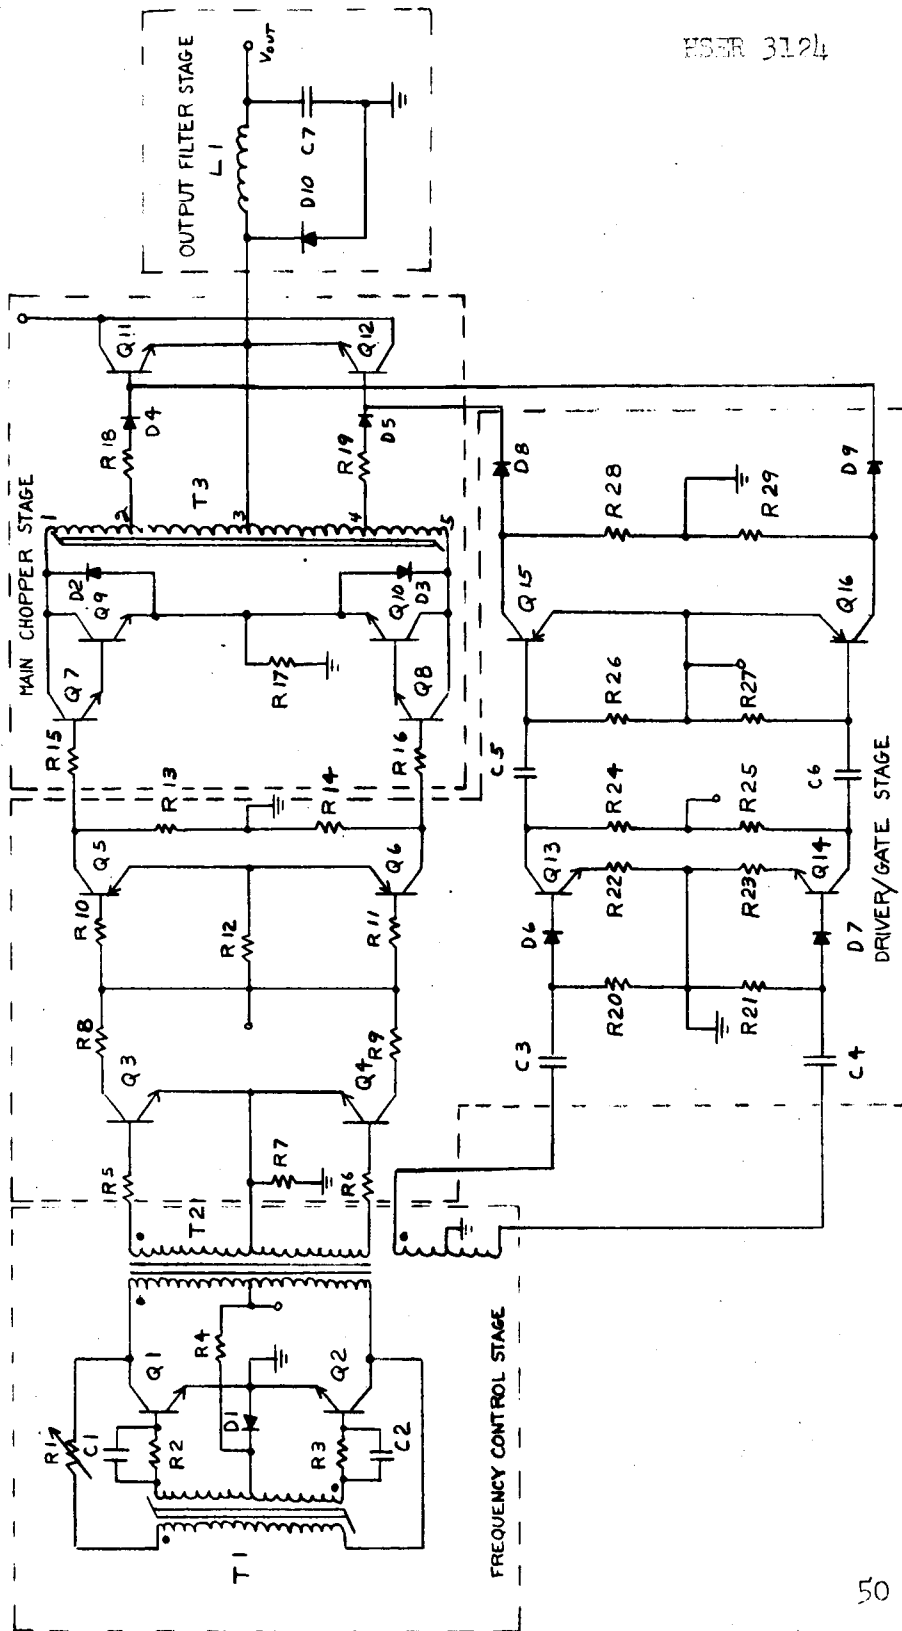 HSER 3124
OUTPUT FILTER STAGE
L1
VOUT
D10
C7
MAIN CHOPPER STAGE
Q11
Q12
R18
D4
R19
D5
T3
1
2
3
4
5
D2
Q9
Q10
D3
Q7
Q8
R17
R15
R16
R13
R14
Q5
Q6
R10
R11
R12
R8
R9
Q3
Q4
R5
R6
R7
T2
D8
D9
R28
R29
Q15
Q16
R26
R27
C5
C6
R24
R25
Q13
Q14
R22
R23
D6
D7
R20
R21
C3
C4
DRIVER/GATE STAGE
R1
C1
R2
Q1
R4
D1
Q2
R3
C2
T1
FREQUENCY CONTROL STAGE
50